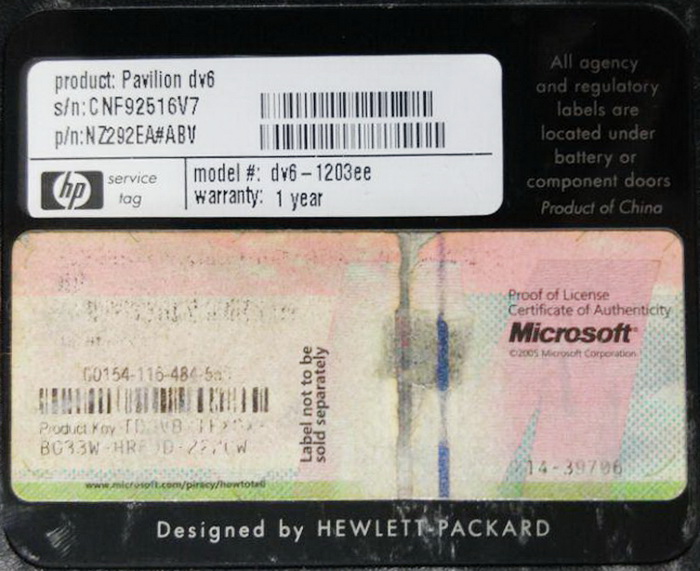 product: Pavilion dv6
s/n:CNF92516V7
p/n:NZ292EA#ABV
hp
service
tag
model #: dv6-1203ee
warranty: 1 year
All agency
and regulatory
labels are
located under
battery or
component doors
Product of China
Proof of License
Certificate of Authenticity
Microsoft®
©2005 Microsoft Corporation
Label not to be
sold separately
Product Key
www.microsoft.com/piracy/howtotell
14-39706
Designed by HEWLETT-PACKARD